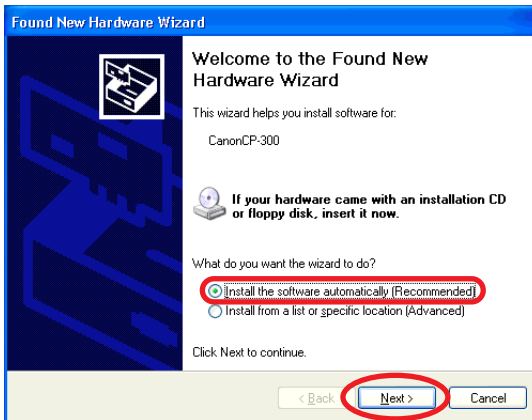 Found New Hardware Wizard
Welcome to the Found New
Hardware Wizard
This wizard helps you install software for:
CanonCP-300
If your hardware came with an installation CD
or floppy disk, insert it now.
What do you want the wizard to do?
Install the software automatically (Recommended)
Install from a list or specific location (Advanced)
Click Next to continue.
< Back
Next >
Cancel